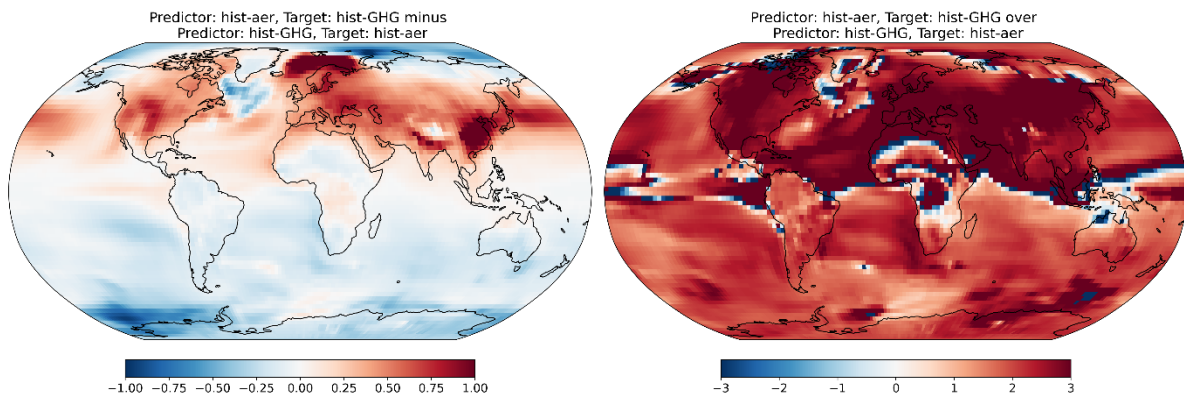 Predictor: hist-aer, Target: hist-GHG minus
Predictor: hist-GHG, Target: hist-aer
−1.00 −0.75 −0.50 −0.25 0.00 0.25 0.50 0.75 1.00
Predictor: hist-aer, Target: hist-GHG over
Predictor: hist-GHG, Target: hist-aer
−3 −2 −1 0 1 2 3